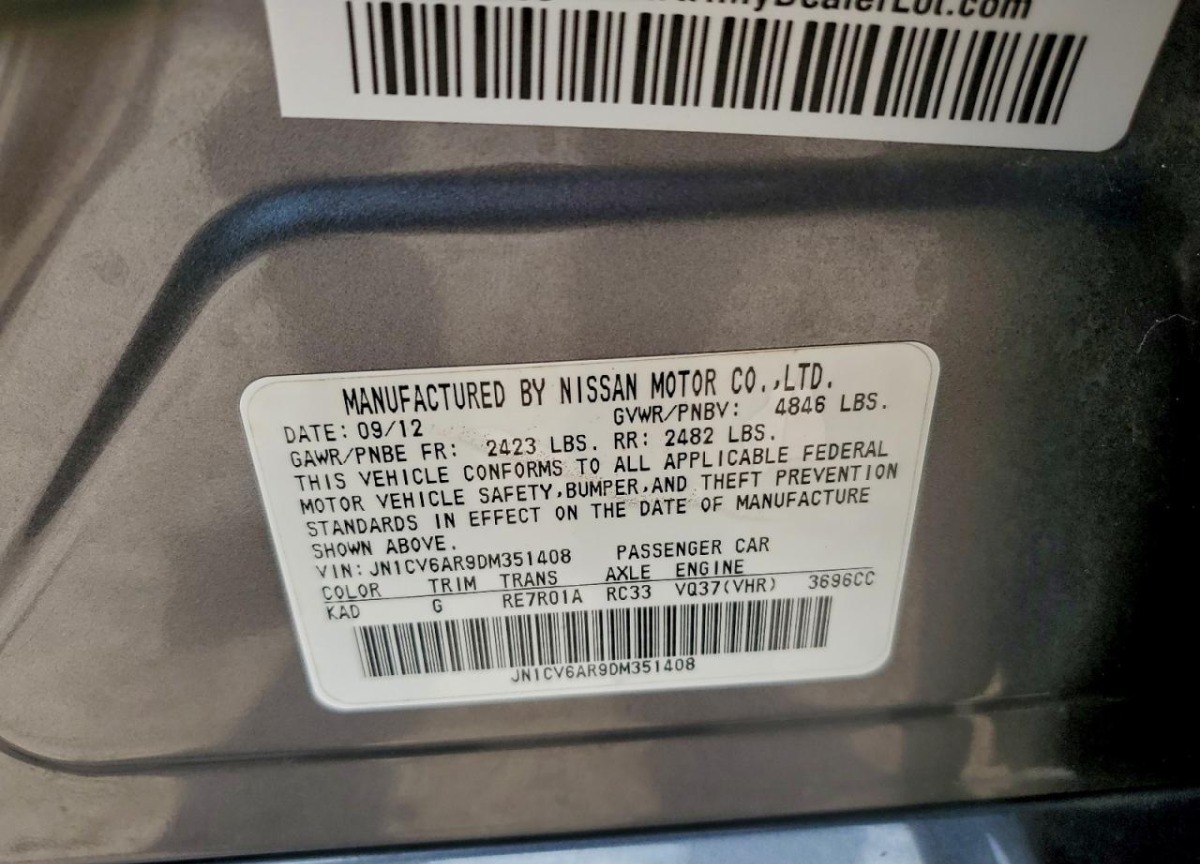 MyDealerLot.com
MANUFACTURED BY NISSAN MOTOR CO.,LTD.
DATE: 09/12 GVWR/PNBV: 4846 LBS.
GAWR/PNBE FR: 2423 LBS. RR: 2482 LBS.
THIS VEHICLE CONFORMS TO ALL APPLICABLE FEDERAL
MOTOR VEHICLE SAFETY,BUMPER,AND THEFT PREVENTION
STANDARDS IN EFFECT ON THE DATE OF MANUFACTURE
SHOWN ABOVE.
VIN: JN1CV6AR9DM351408 PASSENGER CAR
COLOR TRIM TRANS AXLE ENGINE
KAD G RE7R01A RC33 VQ37(VHR) 3696CC
JN1CV6AR9DM351408